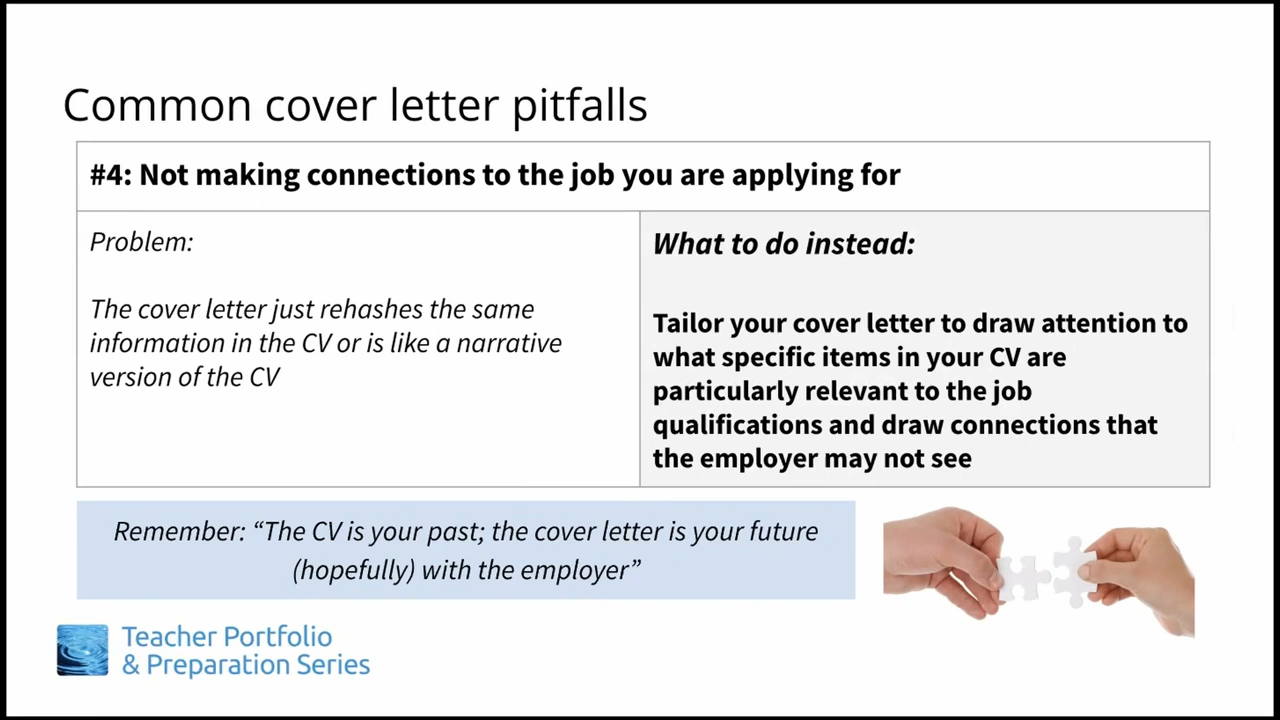 Common cover letter pitfalls
#4: Not making connections to the job you are applying for
Problem:
The cover letter just rehashes the same
information in the CV or is like a narrative
version of the CV
What to do instead:
Tailor your cover letter to draw attention to
what specific items in your CV are
particularly relevant to the job
qualifications and draw connections that
the employer may not see
Remember: “The CV is your past; the cover letter is your future
(hopefully) with the employer”
Teacher Portfolio
& Preparation Series